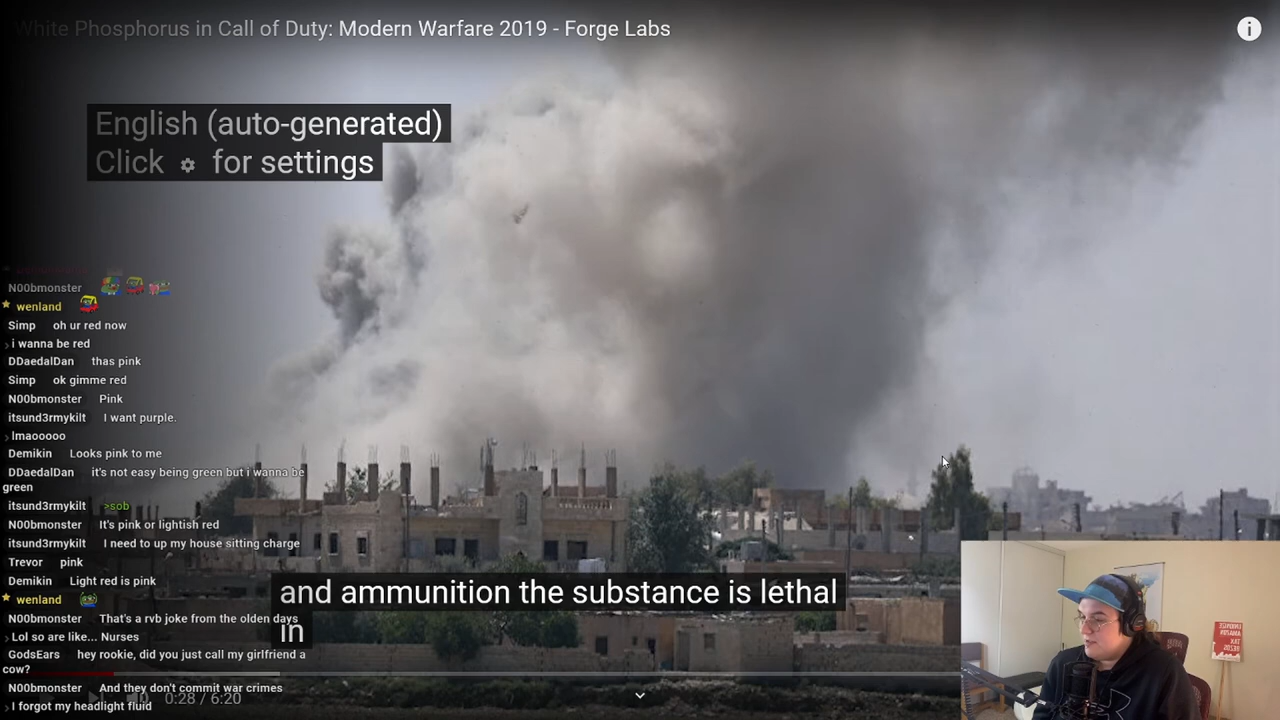 White Phosphorus in Call of Duty: Modern Warfare 2019 - Forge Labs
English (auto-generated)
Click for settings
N00bmonster
wenland
Simp oh ur red now
i wanna be red
DDaedalDan thas pink
Simp ok gimme red
N00bmonster Pink
itsund3rmykilt I want purple.
lmaooooo
Demikin Looks pink to me
DDaedalDan it's not easy being green but i wanna be
green
itsund3rmykilt >sob
N00bmonster It's pink or lightish red
itsund3rmykilt I need to up my house sitting charge
Trevor pink
Demikin Light red is pink
wenland
N00bmonster That's a rvb joke from the olden days
Lol so are like... Nurses
GodsEars hey rookie, did you just call my girlfriend a
cow?
N00bmonster And they don't commit war crimes
I forgot my headlight fluid
and ammunition the substance is lethal
in
0:28 / 6:20